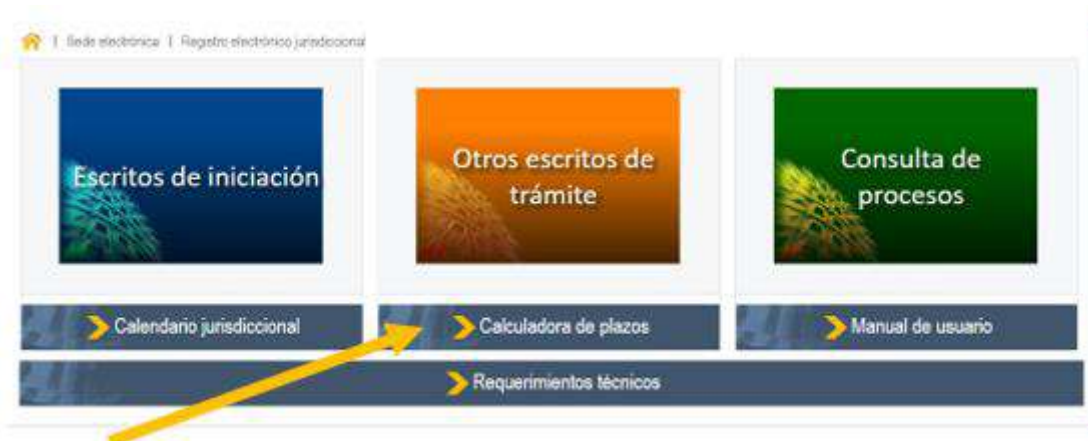 | Sede electrónica | Registro electrónico jurisdiccional
Escritos de iniciación
Otros escritos de
trámite
Consulta de
procesos
Calendario jurisdiccional
Calculadora de plazos
Manual de usuario
Requerimientos técnicos